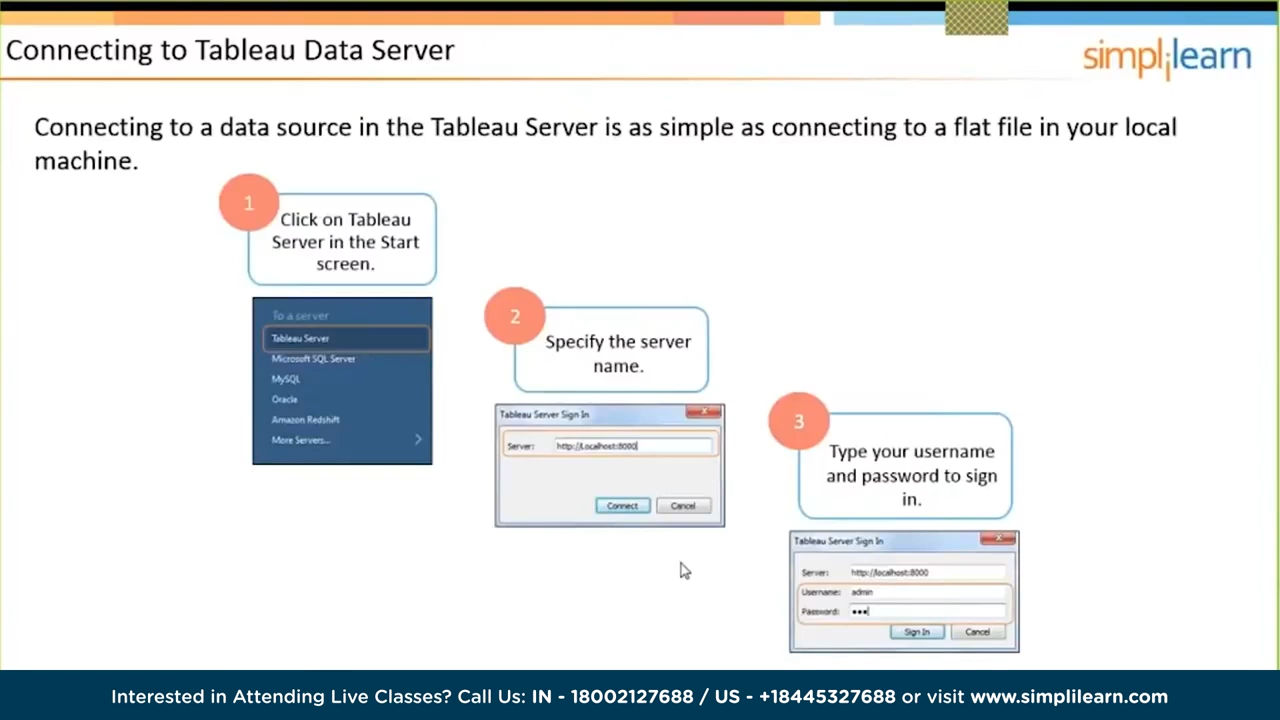 Connecting to Tableau Data Server
simplilearn
Connecting to a data source in the Tableau Server is as simple as connecting to a flat file in your local
machine.
1
Click on Tableau
Server in the Start
screen.
To a server
Tableau Server
Microsoft SQL Server
MySQL
Oracle
Amazon Redshift
More Servers...
2
Specify the server
name.
Tableau Server Sign In
Server: http://Localhost:8000
Connect Cancel
3
Type your username
and password to sign
in.
Tableau Server Sign In
Server: http://localhost:8000
Username: admin
Password: •••
Sign In Cancel
Interested in Attending Live Classes? Call Us: IN - 18002127688 / US - +18445327688 or visit www.simplilearn.com